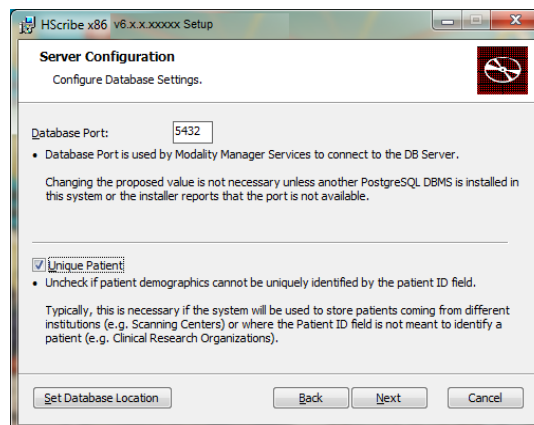 HScribe x86 v6.x.x.xxxxx Setup
Server Configuration
Configure Database Settings.
Database Port: 5432
• Database Port is used by Modality Manager Services to connect to the DB Server.
Changing the proposed value is not necessary unless another PostgreSQL DBMS is installed in
this system or the installer reports that the port is not available.
Unique Patient
• Uncheck if patient demographics cannot be uniquely identified by the patient ID field.
Typically, this is necessary if the system will be used to store patients coming from different
institutions (e.g. Scanning Centers) or where the Patient ID field is not meant to identify a
patient (e.g. Clinical Research Organizations).
Set Database Location Back Next Cancel